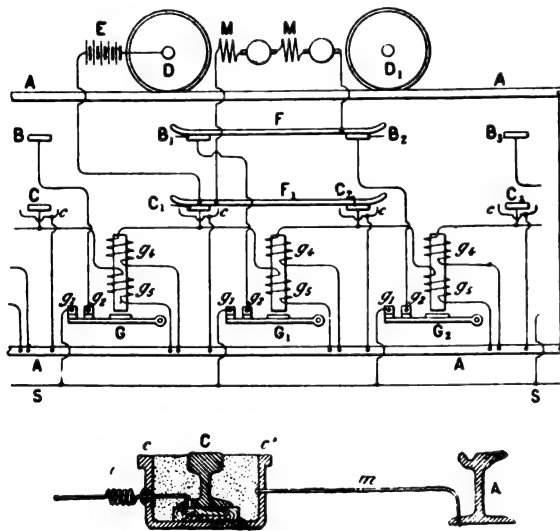 E M M
D D₁
A A
F
B B₁ B₂ B₃
F₁
C C₁ C₂ C₃
c c c c
g₄ g₄ g₄
g₅ g₅ g₅
g₁ g₂ g₁ g₂ g₁ g₂
G G₁ G₂
A A
S S
c C c'
i m A